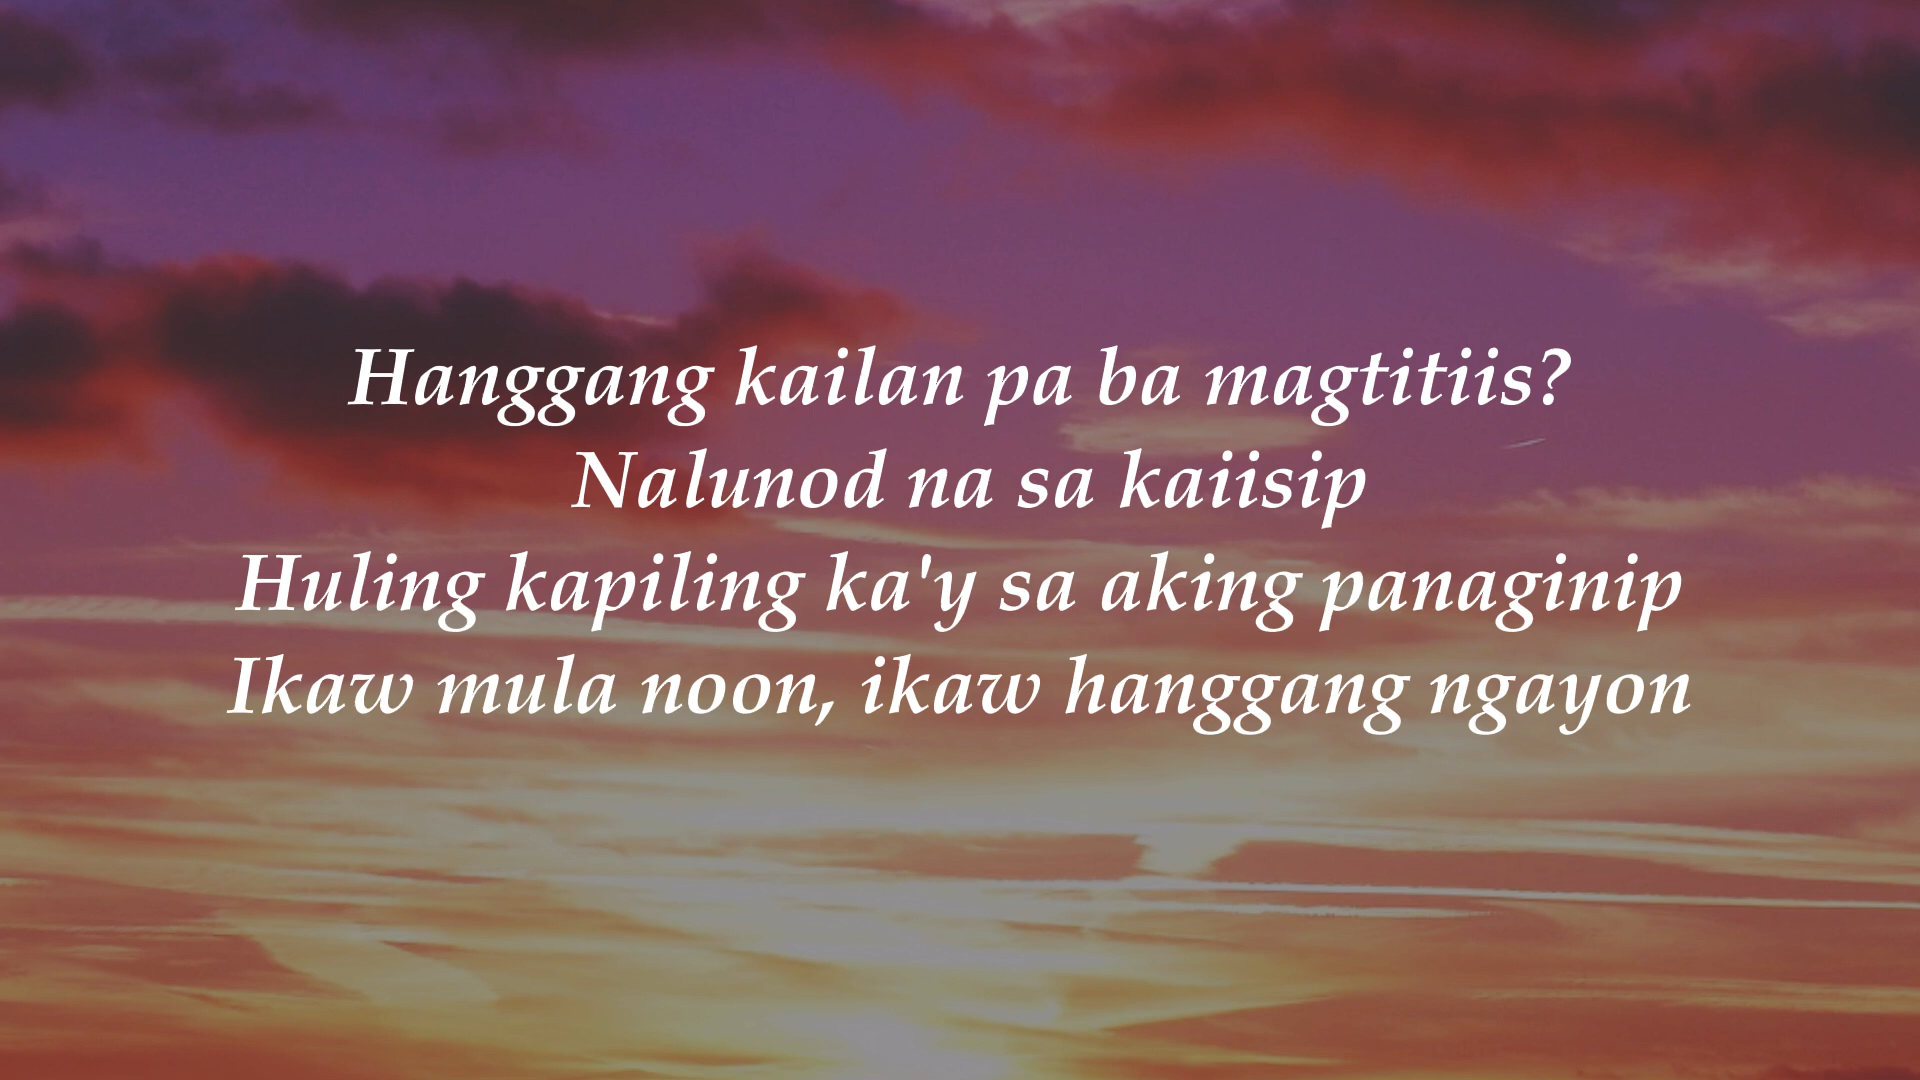 Hanggang kailan pa ba magtitiis?
Nalunod na sa kaiisip
Huling kapiling ka'y sa aking panaginip
Ikaw mula noon, ikaw hanggang ngayon